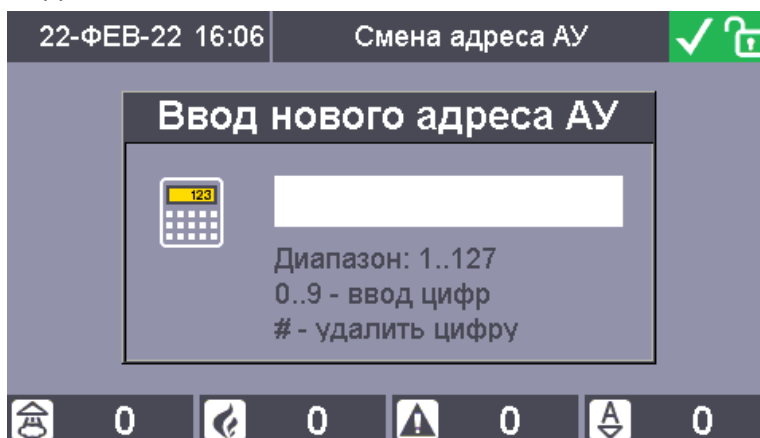 22-ФЕВ-22 16:06 Смена адреса АУ
Ввод нового адреса АУ
123
Диапазон: 1..127
0..9 - ввод цифр
# - удалить цифру
0 0 0 A 0